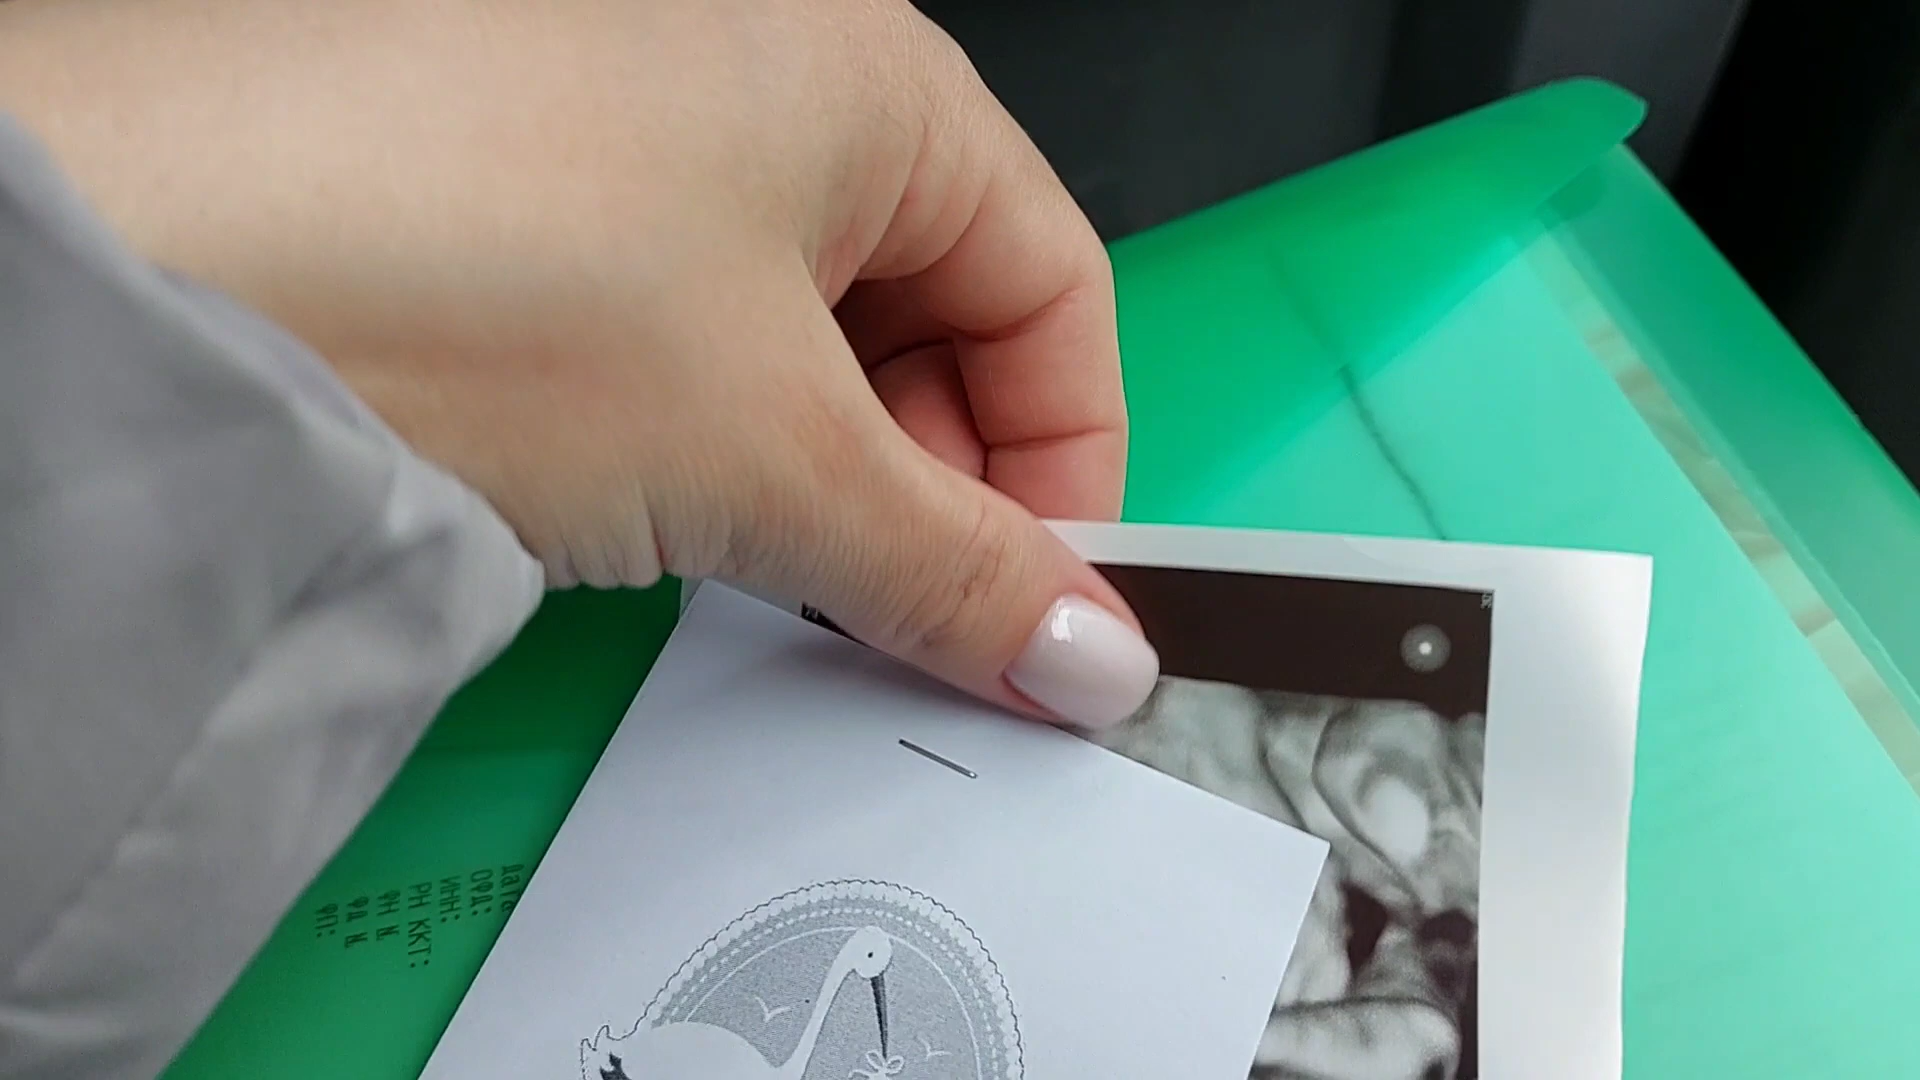 Дата
ОФД:
ИНН:
РН ККТ:
ФН №
ФД №
ФП: